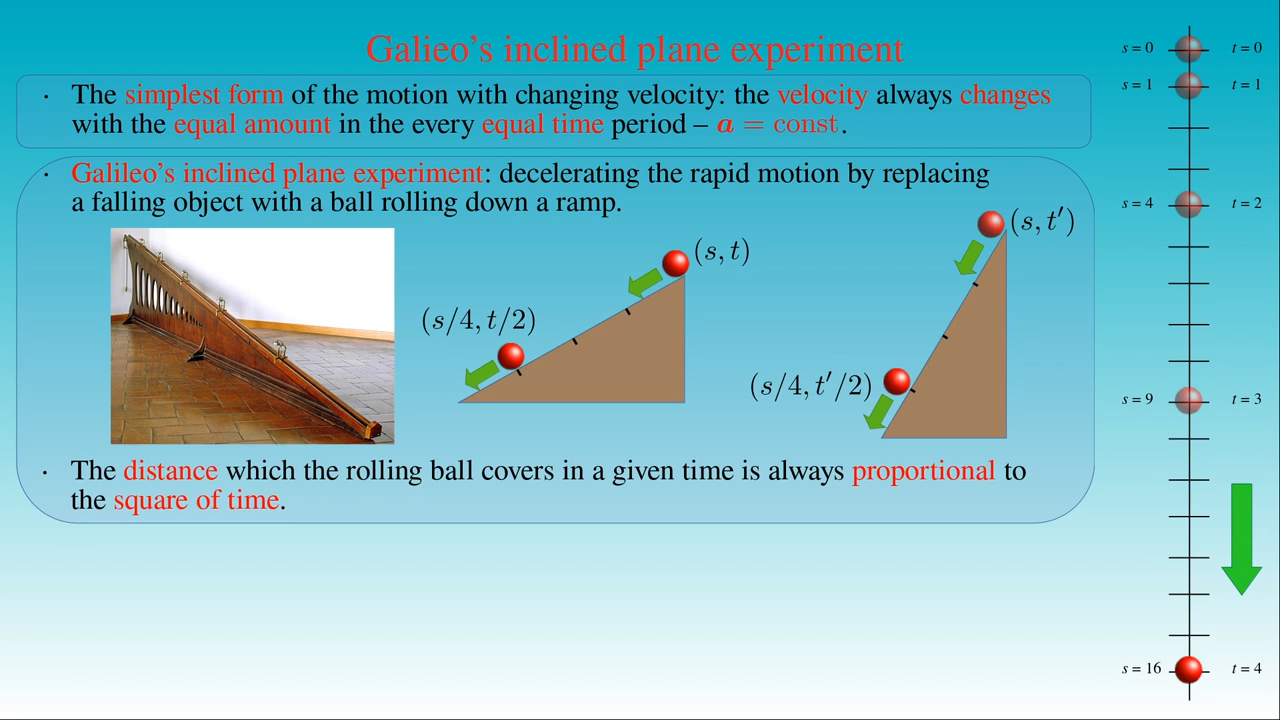 Galieo's inclined plane experiment
· The simplest form of the motion with changing velocity: the velocity always changes
with the equal amount in the every equal time period – a = const.
· Galileo's inclined plane experiment: decelerating the rapid motion by replacing
a falling object with a ball rolling down a ramp.
(s, t)
(s/4, t/2)
(s, t′)
(s/4, t′/2)
· The distance which the rolling ball covers in a given time is always proportional to
the square of time.
s = 0 t = 0
s = 1 t = 1
s = 4 t = 2
s = 9 t = 3
s = 16 t = 4